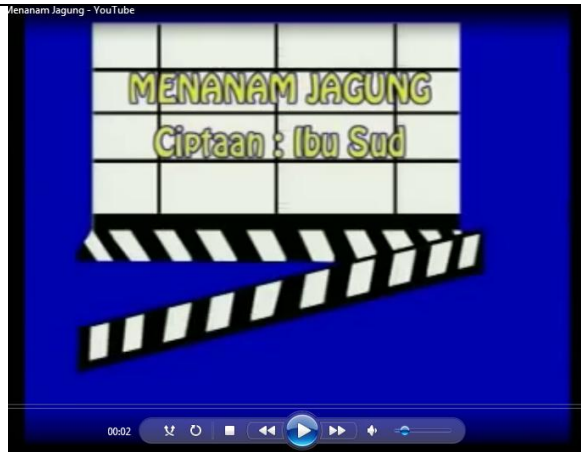 Menanam Jagung - YouTube
MENANAM JAGUNG
Ciptaan : Ibu Sud
00:02